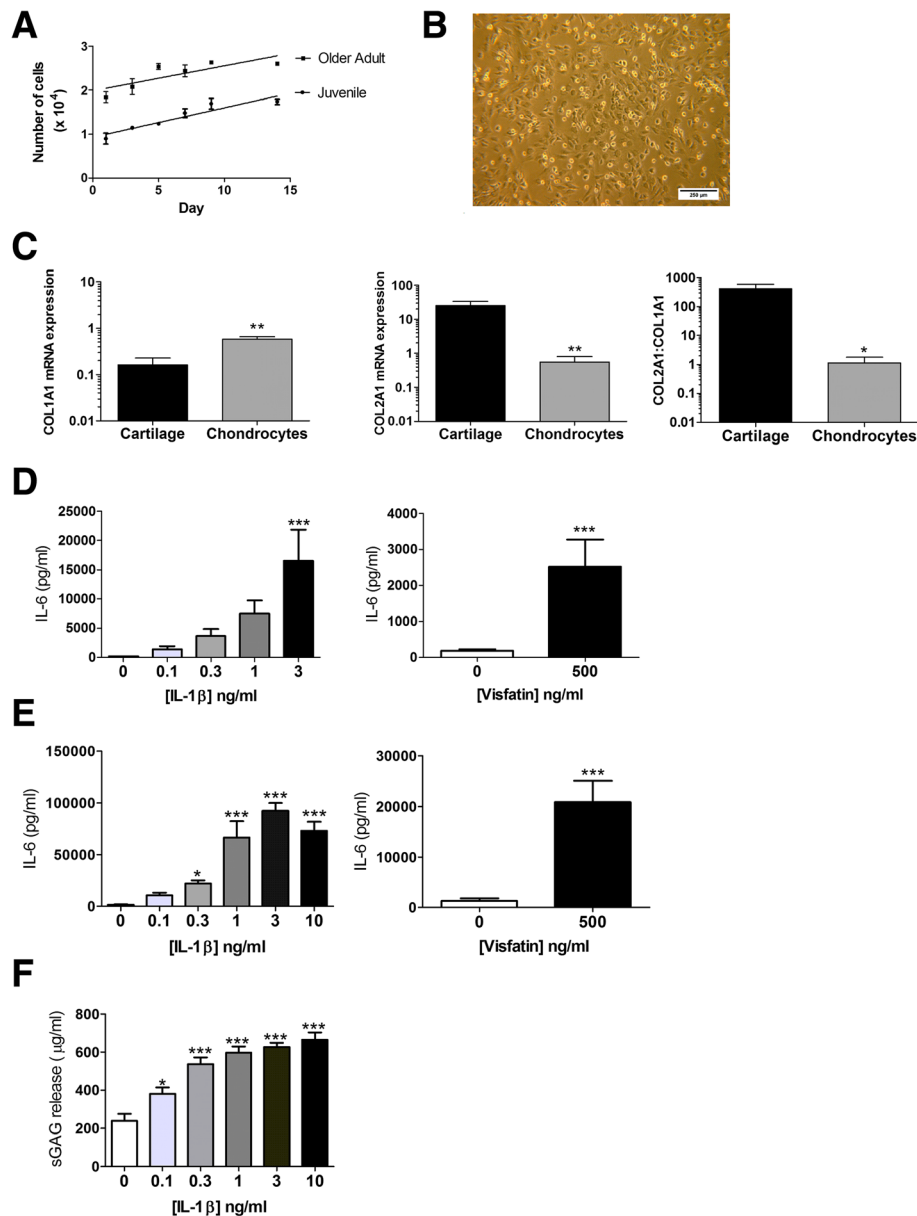 A
Number of cells
(x 10⁻⁴)
3
2
1
0
0
5
10
15
Day
Older Adult
Juvenile
B
250 µm
C
COL1A1 mRNA expression
10
1
0.1
0.01
**
Cartilage
Chondrocytes
COL2A1 mRNA expression
100
10
1
0.1
0.01
**
Cartilage
Chondrocytes
COL2A1:COL1A1
1000
100
10
1
0.1
0.01
*
Cartilage
Chondrocytes
D
IL-6 (pg/ml)
25000
20000
15000
10000
5000
0
***
0 0.1 0.3 1 3
[IL-1β] ng/ml
IL-6 (pg/ml)
4000
3000
2000
1000
0
***
0 500
[Visfatin] ng/ml
E
IL-6 (pg/ml)
150000
100000
50000
0
* *** *** ***
0 0.1 0.3 1 3 10
[IL-1β] ng/ml
IL-6 (pg/ml)
30000
20000
10000
0
***
0 500
[Visfatin] ng/ml
F
sGAG release ( µg/ml)
800
600
400
200
0
* *** *** *** ***
0 0.1 0.3 1 3 10
[IL-1β] ng/ml